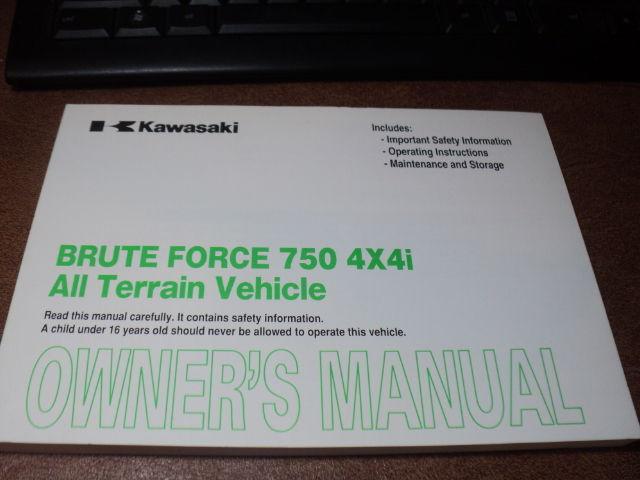 Kawasaki
Includes:
- Important Safety Information
- Operating Instructions
- Maintenance and Storage
BRUTE FORCE 750 4X4i
All Terrain Vehicle
Read this manual carefully. It contains safety information.
A child under 16 years old should never be allowed to operate this vehicle.
OWNER'S MANUAL